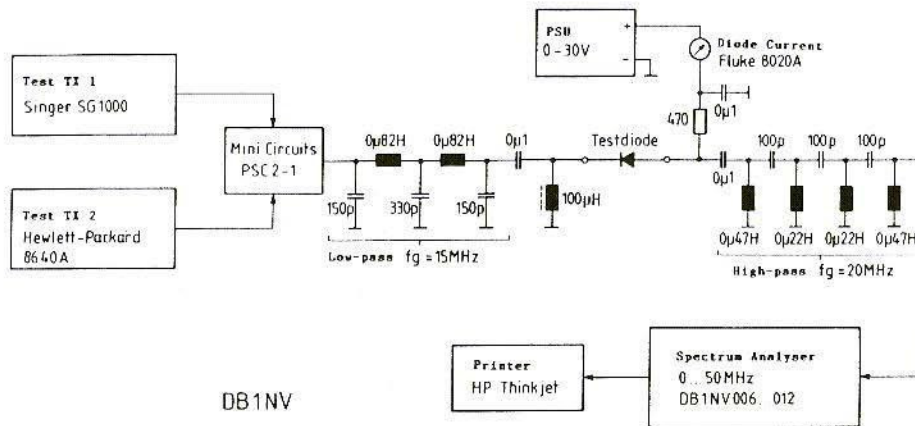 PSU
0-30V
+
-
Diode Current
Fluke 8020A
Test TX 1
Singer SG1000
0µ1
470
Mini Circuits
PSC2-1
0µ82H
0µ82H
0µ1
Testdiode
100p
100p
100p
0µ1
150p
330p
150p
100µH
Test TX 2
Hewlett-Packard
8640A
0µ47H
0µ22H
0µ22H
0µ47H
Low-pass fg = 15MHz
High-pass fg = 20MHz
Printer
HP Thinkjet
Spectrum Analyser
0...50MHz
DB1NV006. 012
DB1NV